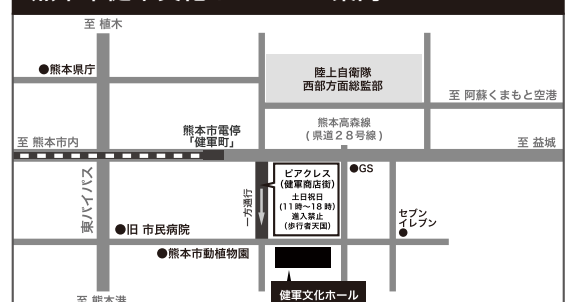 至 植木
●熊本県庁
陸上自衛隊
西部方面総監部
至 阿蘇くまもと空港
熊本市電停
「健軍町」
熊本高森線
(県道28号線)
至 熊本市内
至 益城
ピアクレス
(健軍商店街)
土日祝日
(11時〜18時)
進入禁止
(歩行者天国)
●GS
一方通行
東バイパス
セブン
イレブン
●旧 市民病院
●熊本市動植物園
健軍文化ホール
至 熊本港